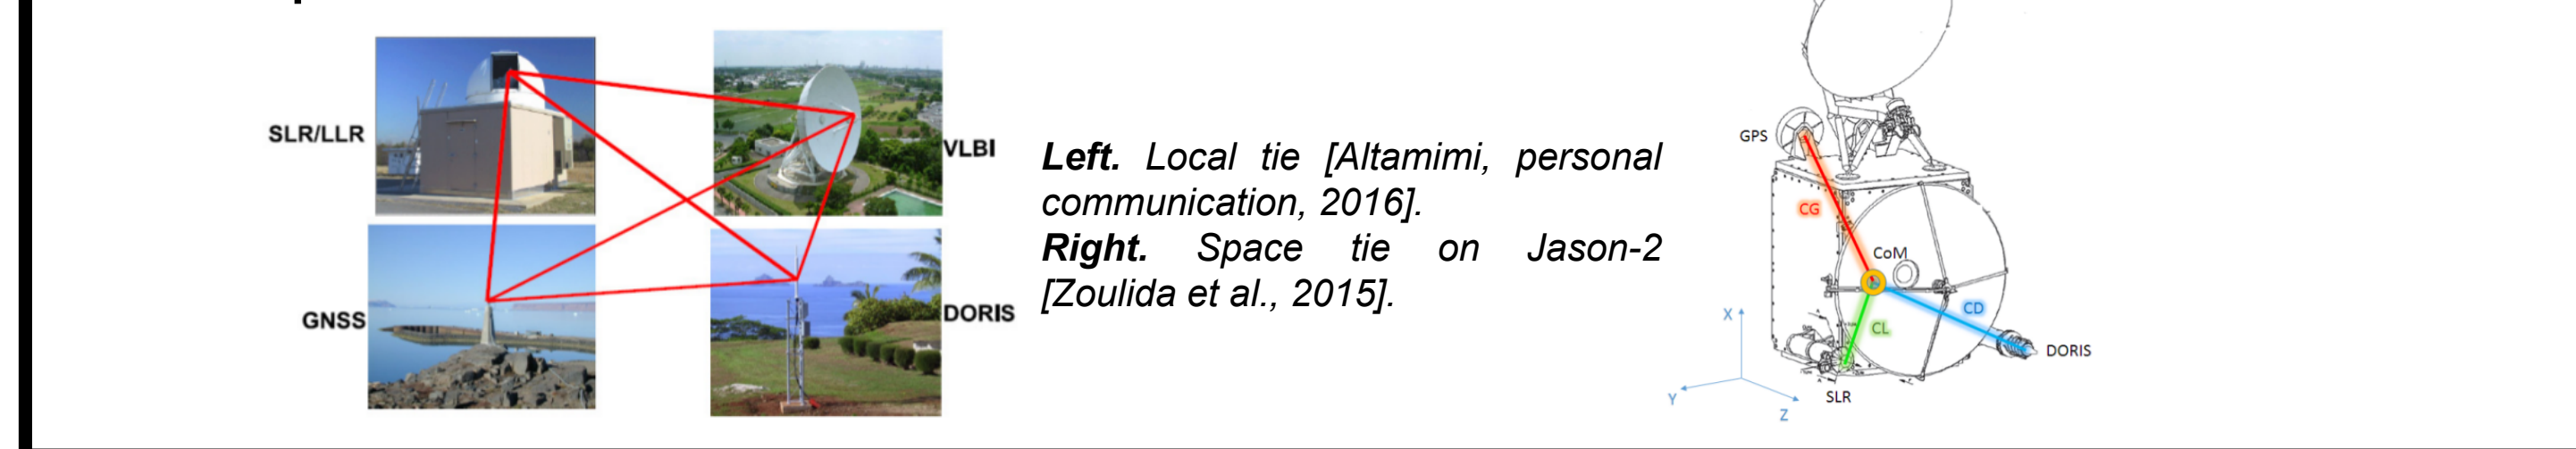 SLR/LLR
VLBI
GNSS
DORIS
Left. Local tie [Altamimi, personal
communication, 2016].
Right. Space tie on Jason-2
[Zoulida et al., 2015].
GPS
CG
CoM
CL
CD
DORIS
SLR
X
Y
Z